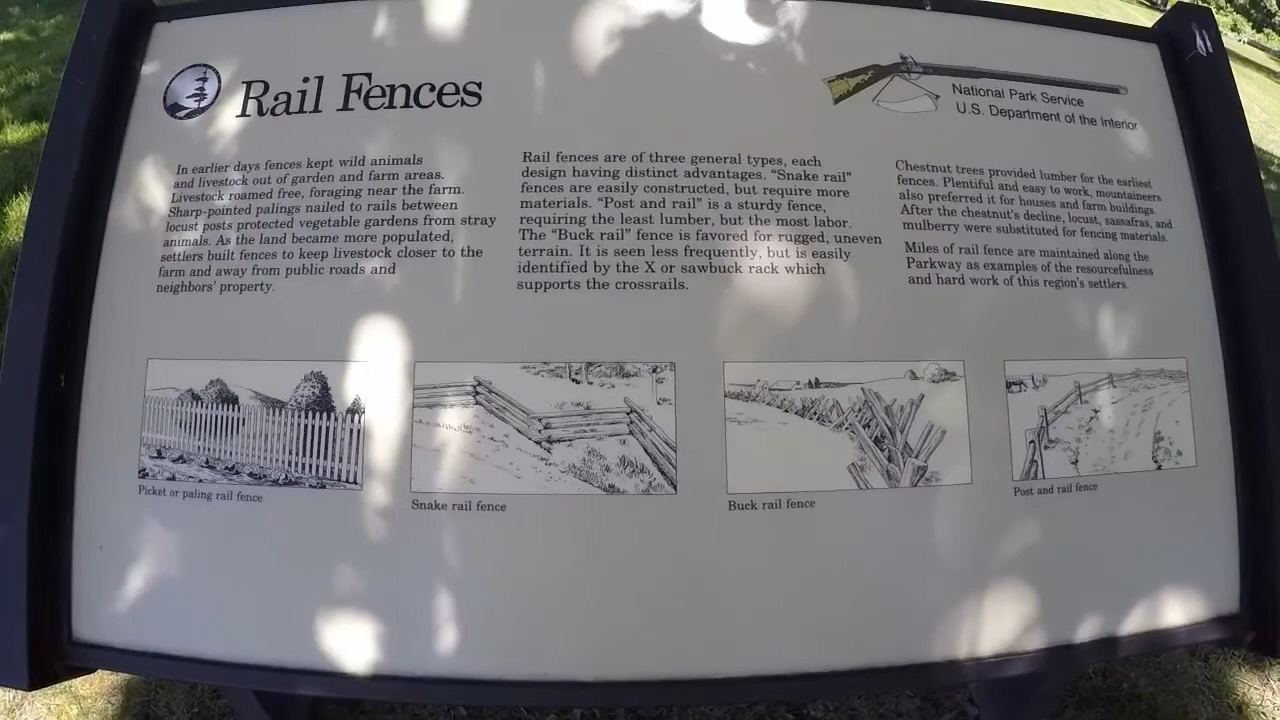 Rail Fences
National Park Service
U.S. Department of the Interior
In earlier days fences kept wild animals
and livestock out of garden and farm areas.
Livestock roamed free, foraging near the farm.
Sharp-pointed palings nailed to rails between
locust posts protected vegetable gardens from stray
animals. As the land became more populated,
settlers built fences to keep livestock closer to the
farm and away from public roads and
neighbors' property.
Rail fences are of three general types, each
design having distinct advantages. "Snake rail"
fences are easily constructed, but require more
materials. "Post and rail" is a sturdy fence,
requiring the least lumber, but the most labor.
The "Buck rail" fence is favored for rugged, uneven
terrain. It is seen less frequently, but is easily
identified by the X or sawbuck rack which
supports the crossrails.
Chestnut trees provided lumber for the earliest
fences. Plentiful and easy to work, mountaineers
also preferred it for houses and farm buildings.
After the chestnut's decline, locust, sassafras, and
mulberry were substituted for fencing materials.
Miles of rail fence are maintained along the
Parkway as examples of the resourcefulness
and hard work of this region's settlers.
Picket or paling rail fence
Snake rail fence
Buck rail fence
Post and rail fence